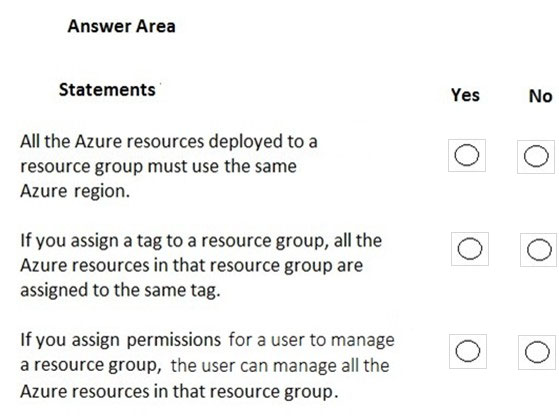 Answer Area
Statements Yes No
All the Azure resources deployed to a
resource group must use the same
Azure region.
If you assign a tag to a resource group, all the
Azure resources in that resource group are
assigned to the same tag.
If you assign permissions for a user to manage
a resource group, the user can manage all the
Azure resources in that resource group.